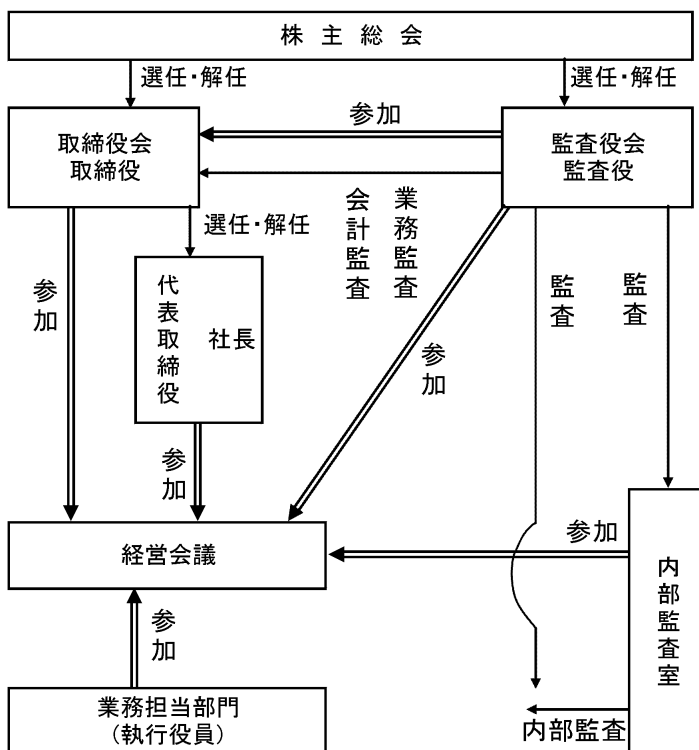 株主総会
選任・解任
選任・解任
取締役会
取締役
参加
監査役会
監査役
選任・解任
業務監査
会計監査
参加
代表取締役
社長
参加
監査
監査
参加
参加
経営会議
参加
内部監査室
参加
業務担当部門
(執行役員)
内部監査